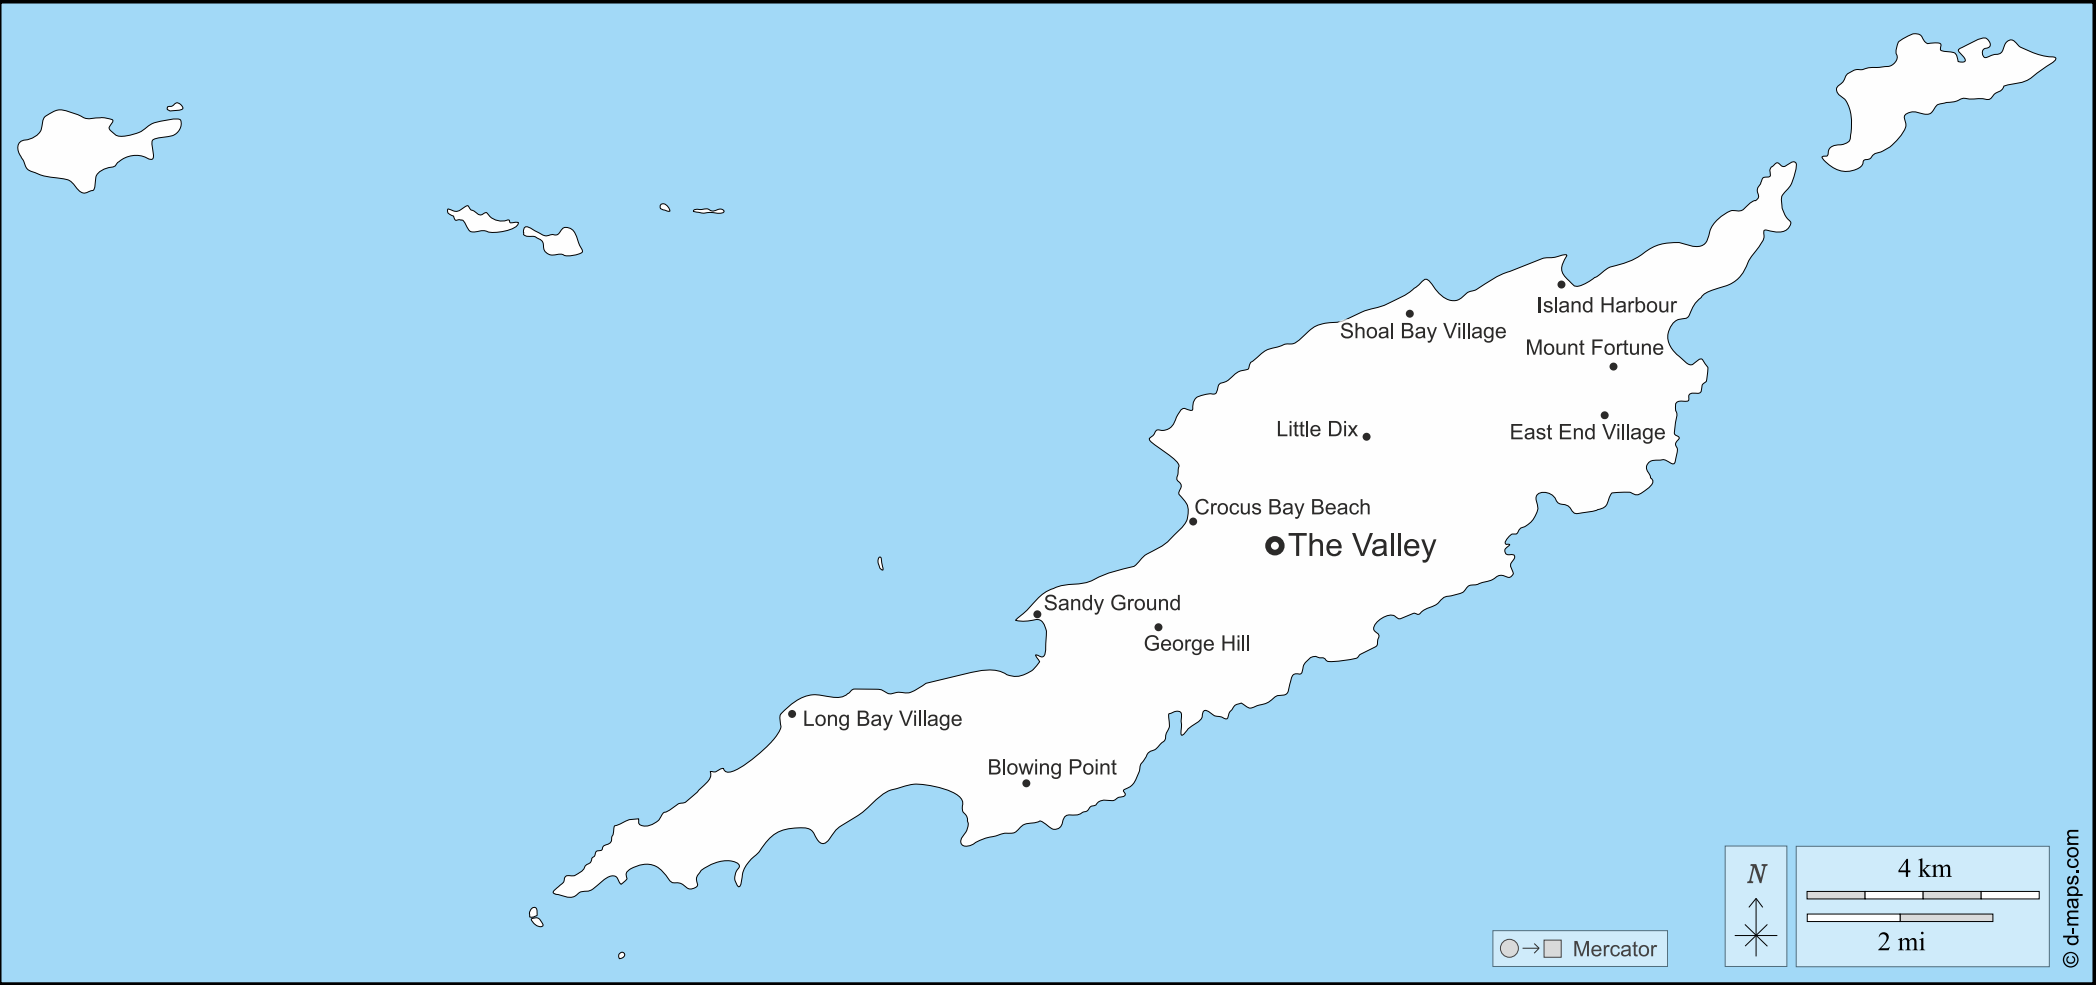 Island Harbour
Shoal Bay Village
Mount Fortune
Little Dix
East End Village
Crocus Bay Beach
The Valley
Sandy Ground
George Hill
Long Bay Village
Blowing Point
N
4 km
2 mi
Mercator
© d-maps.com